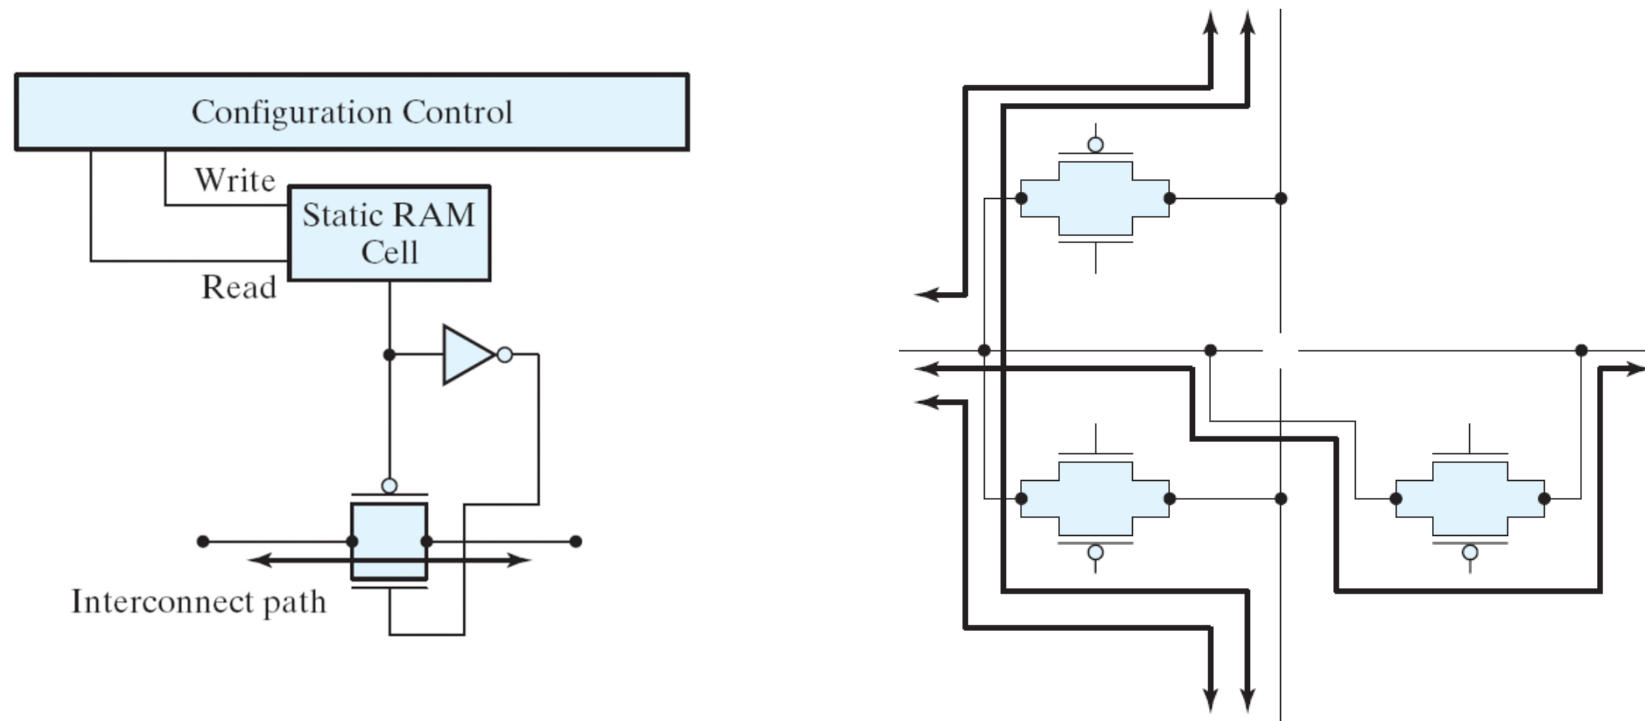 Configuration Control
Write
Static RAM
Cell
Read
Interconnect path